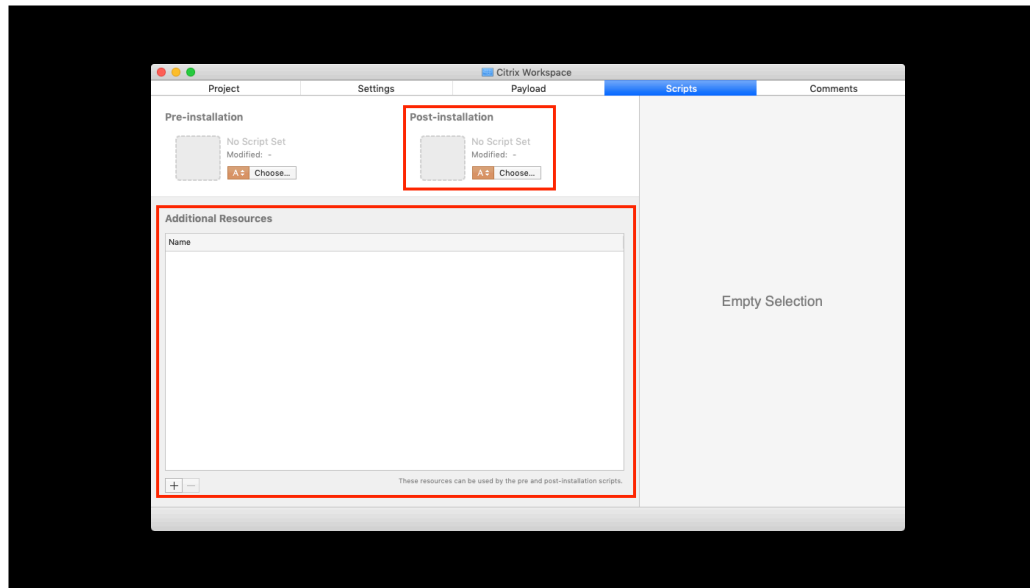 Citrix Workspace
Project Settings Payload Scripts Comments
Pre-installation
No Script Set
Modified: -
A Choose...
Post-installation
No Script Set
Modified: -
A Choose...
Additional Resources
Name
These resources can be used by the pre and post-installation scripts.
Empty Selection